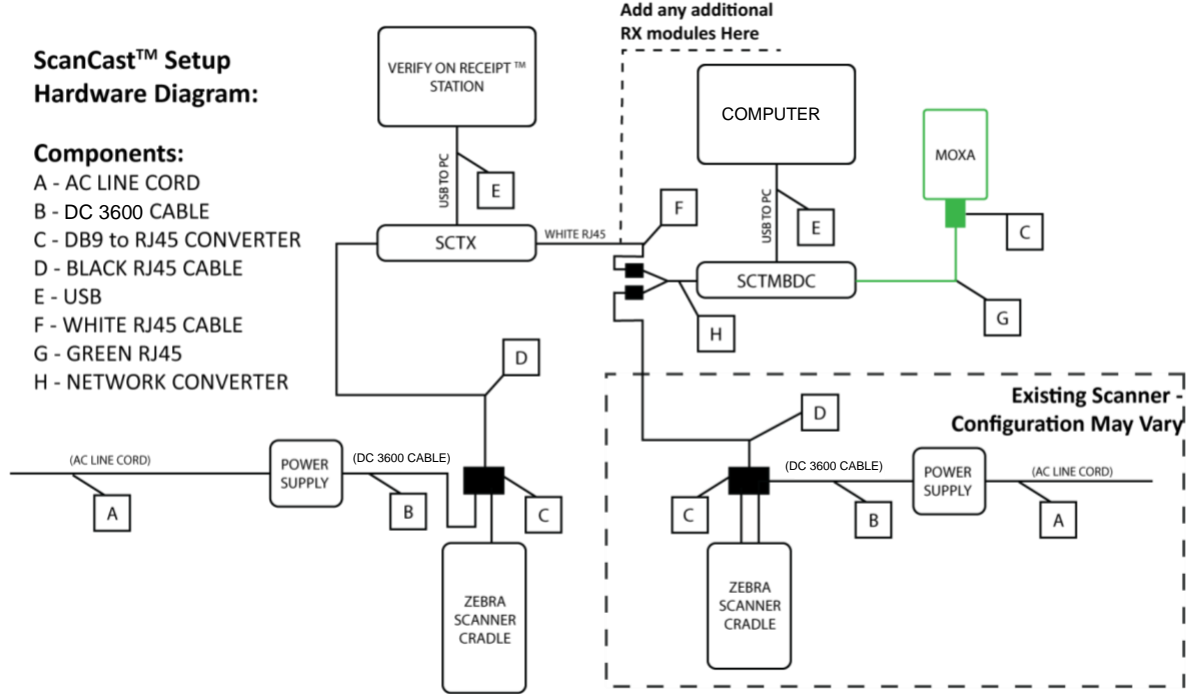 ScanCast™ Setup
Hardware Diagram:
Components:
A - AC LINE CORD
B - DC 3600 CABLE
C - DB9 to RJ45 CONVERTER
D - BLACK RJ45 CABLE
E - USB
F - WHITE RJ45 CABLE
G - GREEN RJ45
H - NETWORK CONVERTER
VERIFY ON RECEIPT ™
STATION
USB TO PC
E
SCTX
WHITE RJ45
Add any additional
RX modules Here
F
COMPUTER
USB TO PC
E
MOXA
C
SCTMBDC
G
H
D
(AC LINE CORD)
A
POWER
SUPPLY
(DC 3600 CABLE)
B
C
ZEBRA
SCANNER
CRADLE
Existing Scanner -
Configuration May Vary
D
C
(DC 3600 CABLE)
B
POWER
SUPPLY
(AC LINE CORD)
A
ZEBRA
SCANNER
CRADLE